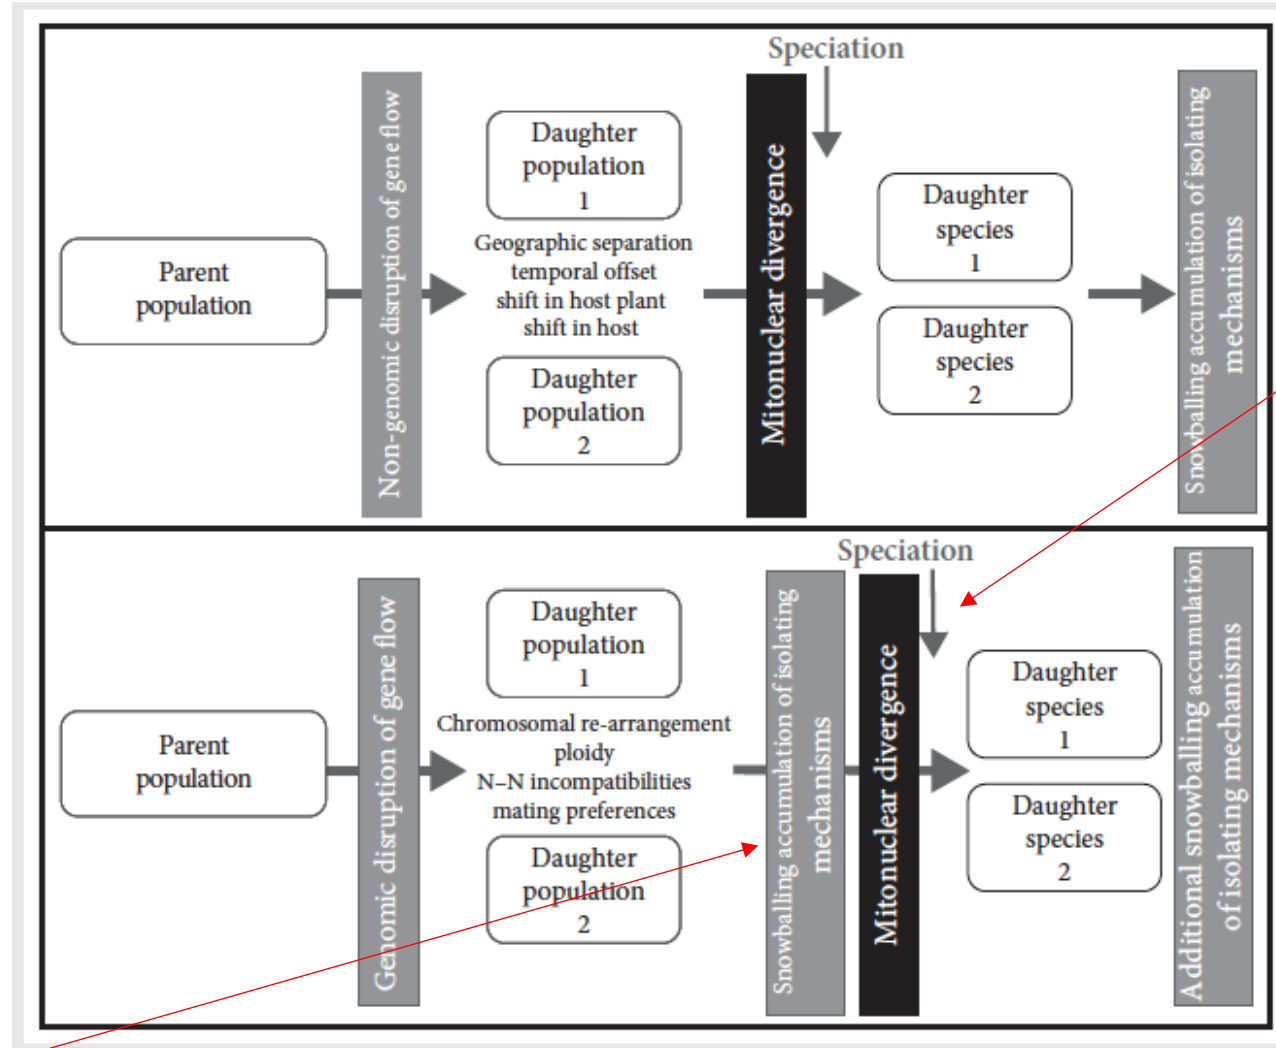 Speciation
Parent
population
Non-genomic disruption of gene flow
Daughter
population
1
Geographic separation
temporal offset
shift in host plant
shift in host
Daughter
population
2
Mitonuclear divergence
Daughter
species
1
Daughter
species
2
Snowballing accumulation of isolating
mechanisms
Speciation
Parent
population
Genomic disruption of gene flow
Daughter
population
1
Chromosomal re-arrangement
ploidy
N–N incompatibilities
mating preferences
Daughter
population
2
Snowballing accumulation of isolating
mechanisms
Mitonuclear divergence
Daughter
species
1
Daughter
species
2
Additional snowballing accumulation
of isolating mechanisms